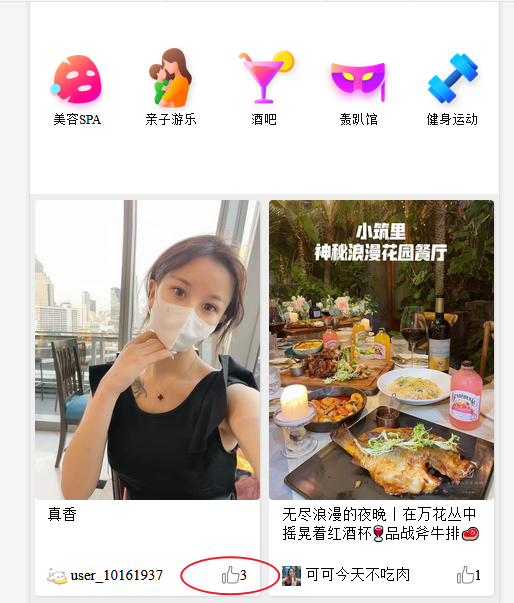 美容SPA
亲子游乐
酒吧
轰趴馆
健身运动
小筑里
神秘浪漫花园餐厅
真香
无尽浪漫的夜晚丨在万花丛中
摇晃着红酒杯🍷品战斧牛排🥩
user_10161937
3
可可今天不吃肉
1